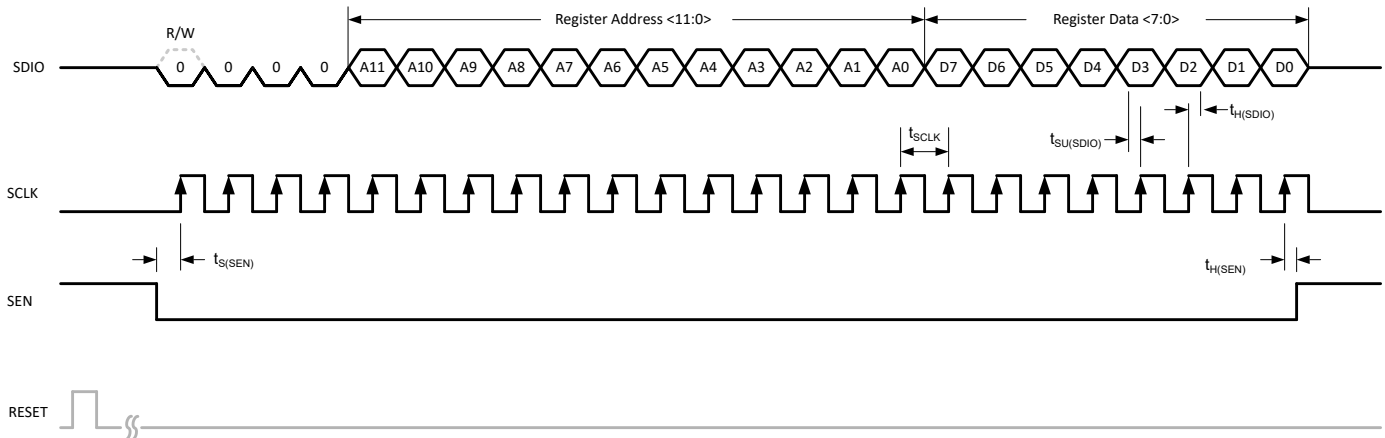 Register Address <11:0> Register Data <7:0>
R/W
SDIO 0 0 0 0 A11 A10 A9 A8 A7 A6 A5 A4 A3 A2 A1 A0 D7 D6 D5 D4 D3 D2 D1 D0
tH(SDIO)
tSCLK tSU(SDIO)
SCLK
tS(SEN) tH(SEN)
SEN
RESET